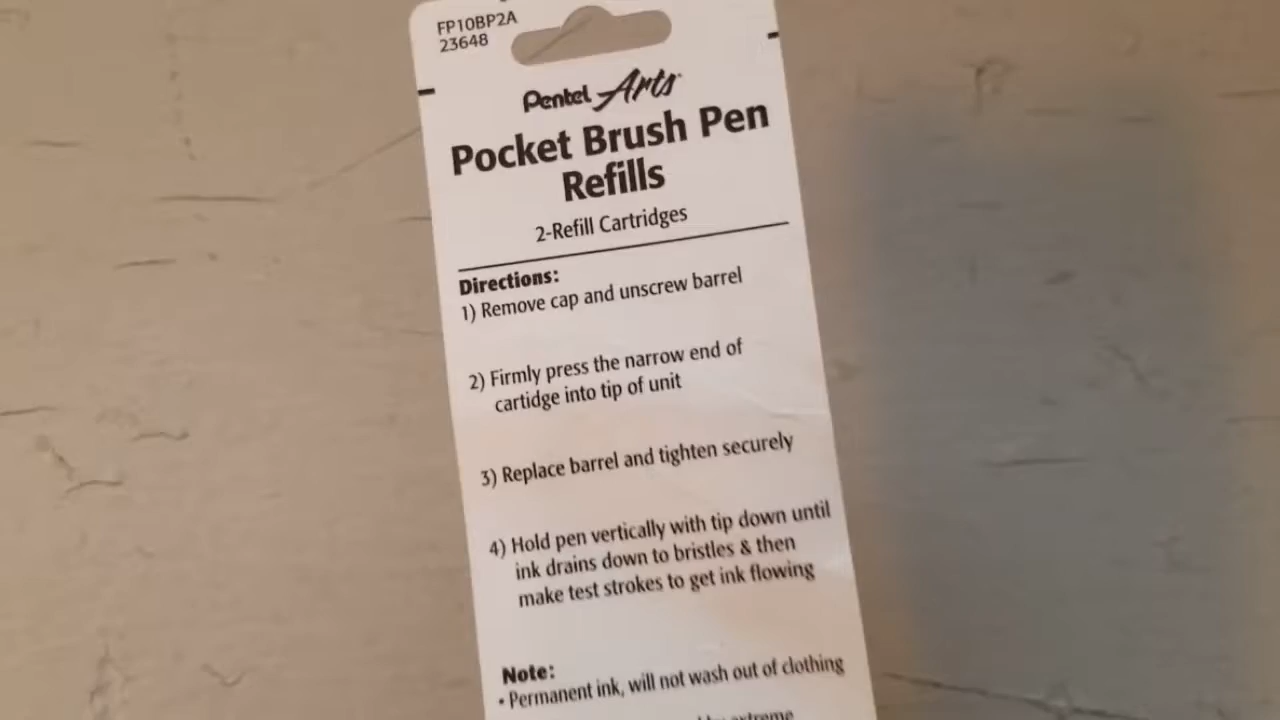 FP10BP2A
23648
Pentel Arts
Pocket Brush Pen
Refills
2-Refill Cartridges
Directions:
1) Remove cap and unscrew barrel
2) Firmly press the narrow end of
cartidge into tip of unit
3) Replace barrel and tighten securely
4) Hold pen vertically with tip down until
ink drains down to bristles & then
make test strokes to get ink flowing
Note:
• Permanent ink, will not wash out of clothing
by extreme